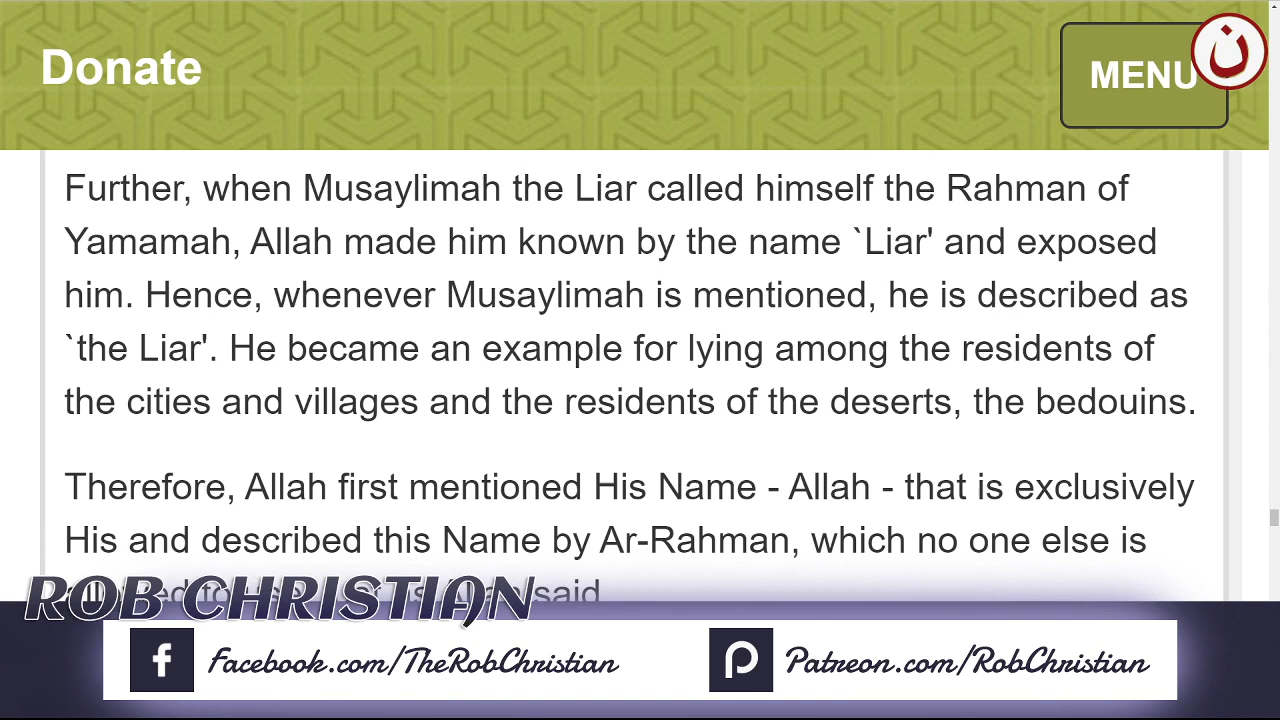 Donate
MENU
ن
Further, when Musaylimah the Liar called himself the Rahman of
Yamamah, Allah made him known by the name `Liar' and exposed
him. Hence, whenever Musaylimah is mentioned, he is described as
`the Liar'. He became an example for lying among the residents of
the cities and villages and the residents of the deserts, the bedouins.
Therefore, Allah first mentioned His Name - Allah - that is exclusively
His and described this Name by Ar-Rahman, which no one else is
said
ROB CHRISTIAN
f Facebook.com/TheRobChristian
Patreon.com/RobChristian